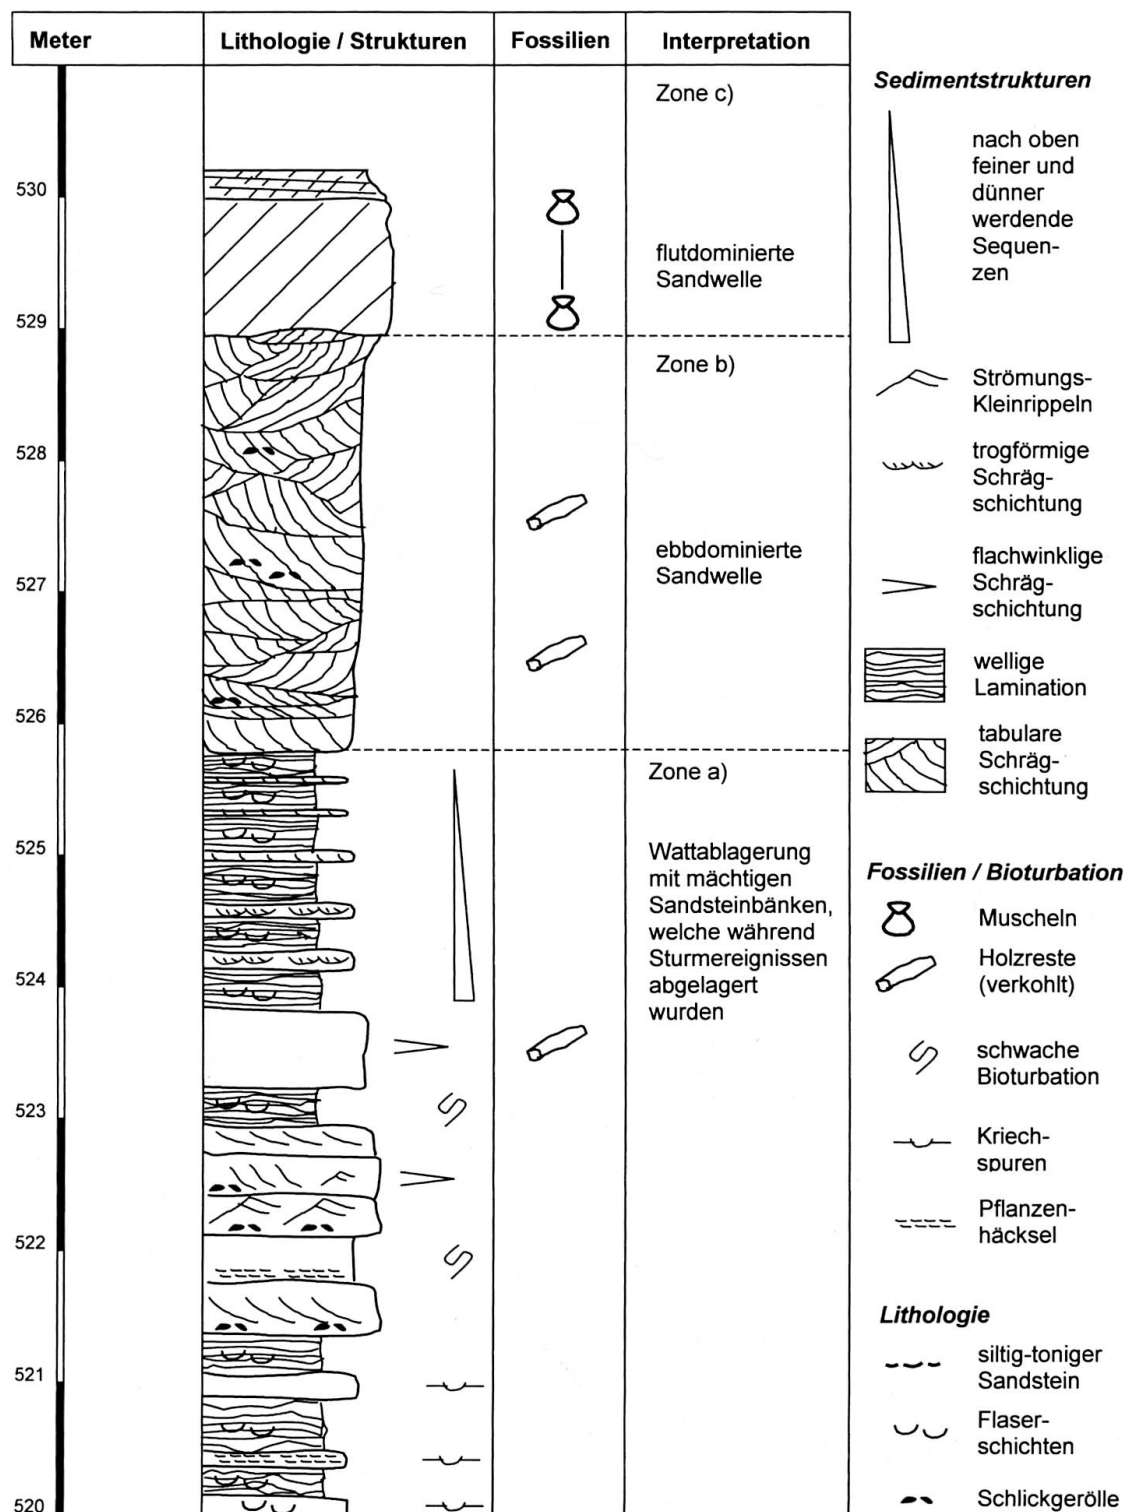 Meter
Lithologie / Strukturen
Fossilien
Interpretation
530
529
528
527
526
525
524
523
522
521
520
Zone c)
flutdominierte
Sandwelle
Zone b)
ebbdominierte
Sandwelle
Zone a)
Wattablagerung
mit mächtigen
Sandsteinbänken,
welche während
Sturmereignissen
abgelagert
wurden
Sedimentstrukturen
nach oben
feiner und
dünner
werdende
Sequen-
zen
Strömungs-
Kleinrippeln
trogförmige
Schräg-
schichtung
flachwinklige
Schräg-
schichtung
wellige
Lamination
tabulare
Schräg-
schichtung
Fossilien / Bioturbation
Muscheln
Holzreste
(verkohlt)
schwache
Bioturbation
Kriech-
spuren
Pflanzen-
häcksel
Lithologie
siltig-toniger
Sandstein
Flaser-
schichten
Schlickgerölle